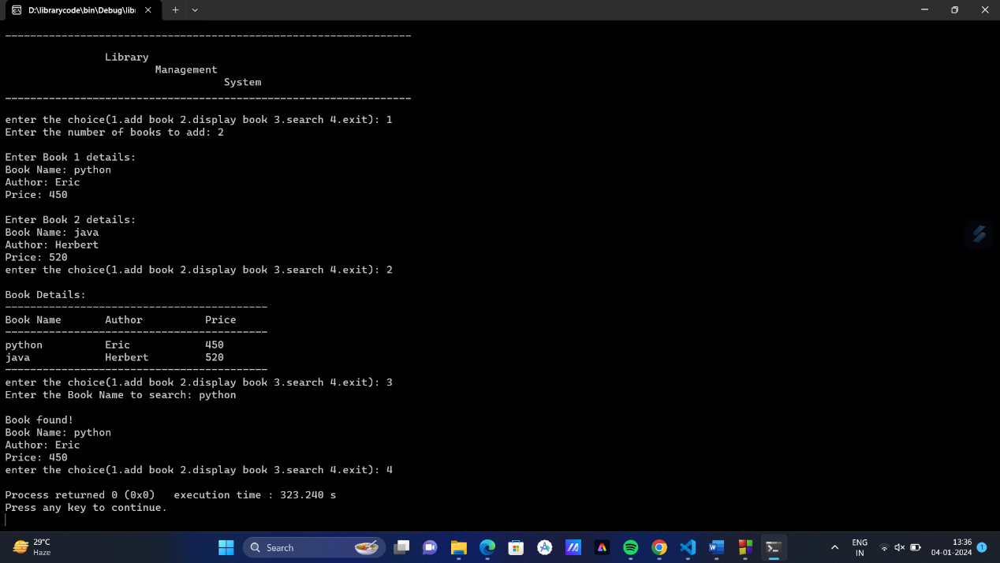 D:\librarycode\bin\Debug\lib
-----------------------------------------------------------------
Library
Management
System
-----------------------------------------------------------------
enter the choice(1.add book 2.display book 3.search 4.exit): 1
Enter the number of books to add: 2
Enter Book 1 details:
Book Name: python
Author: Eric
Price: 450
Enter Book 2 details:
Book Name: java
Author: Herbert
Price: 520
enter the choice(1.add book 2.display book 3.search 4.exit): 2
Book Details:
------------------------------------------
Book Name       Author          Price
------------------------------------------
python          Eric            450
java            Herbert         520
------------------------------------------
enter the choice(1.add book 2.display book 3.search 4.exit): 3
Enter the Book Name to search: python
Book found!
Book Name: python
Author: Eric
Price: 450
enter the choice(1.add book 2.display book 3.search 4.exit): 4
Process returned 0 (0x0)   execution time : 323.240 s
Press any key to continue.
29°C
Haze
Search
ENG
IN
13:36
04-01-2024
1